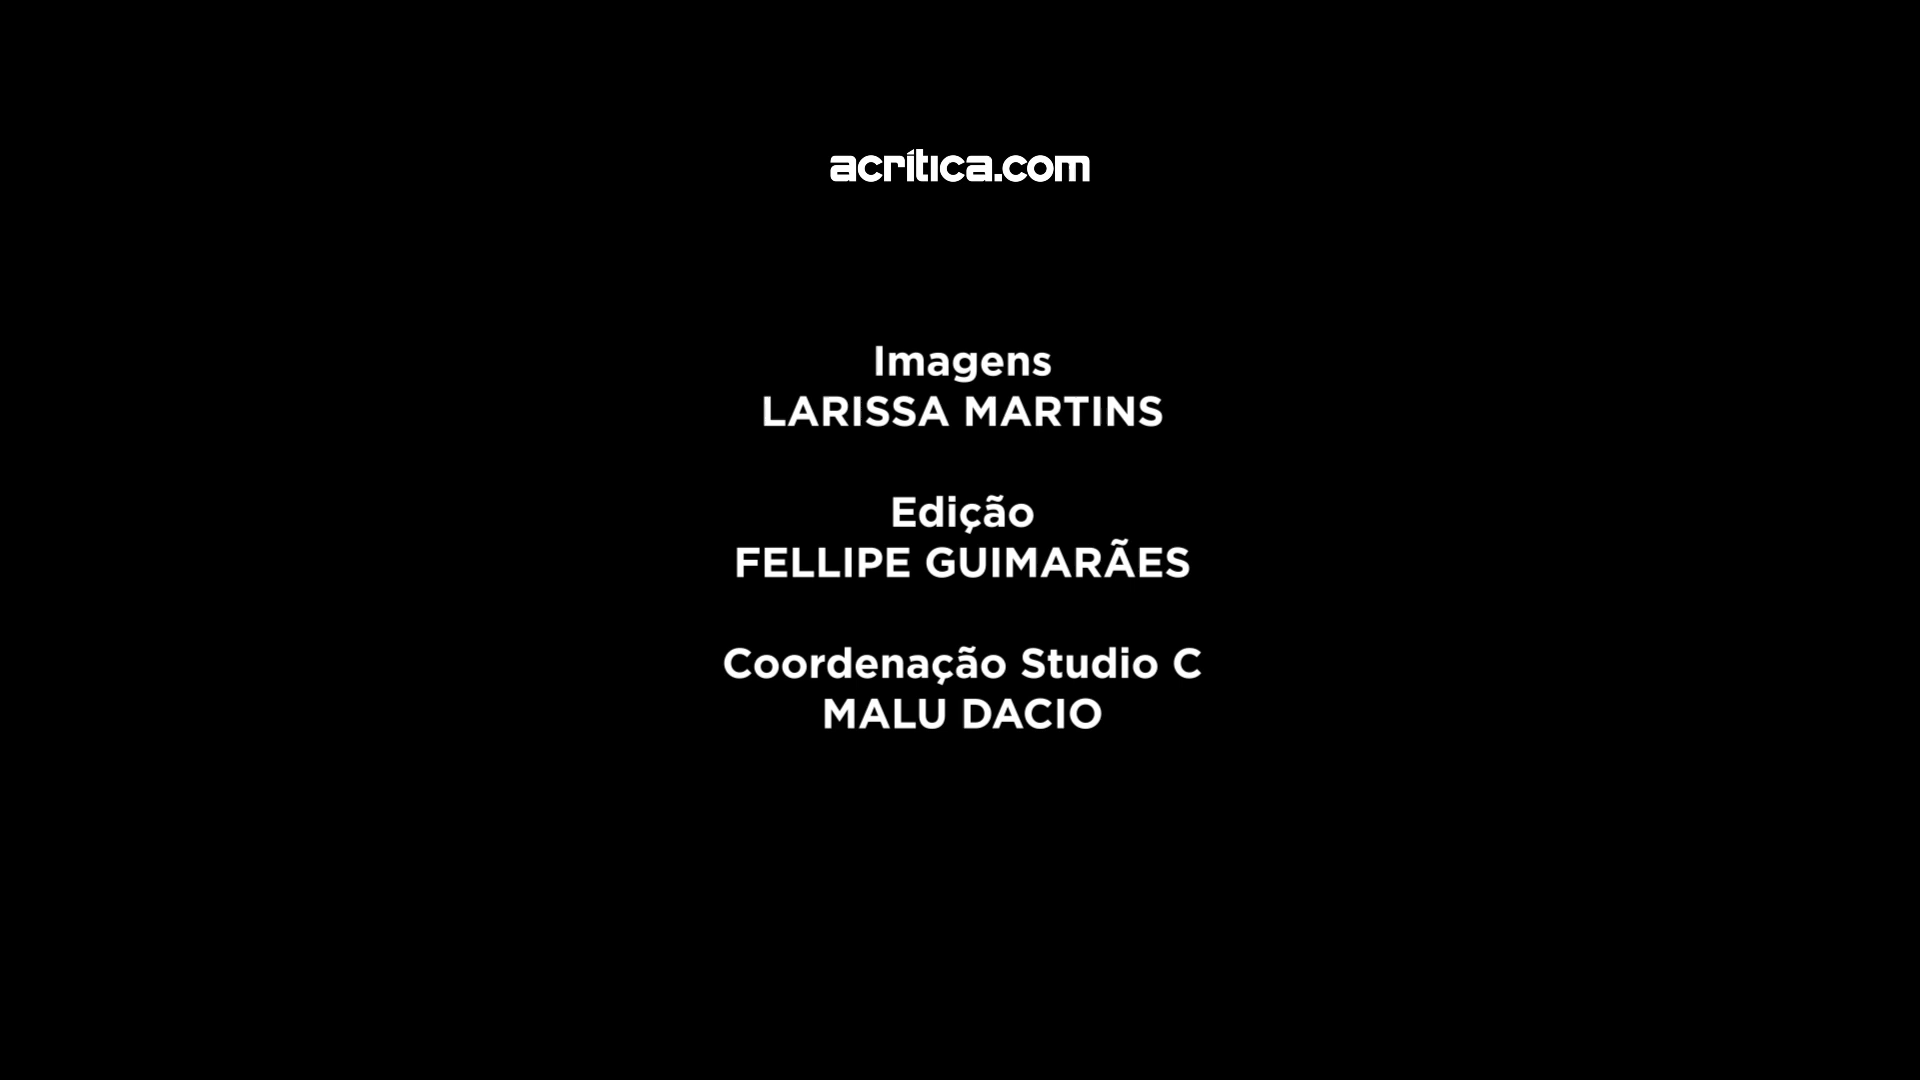 acrítica.com
Imagens
LARISSA MARTINS
Edição
FELLIPE GUIMARÃES
Coordenação Studio C
MALU DACIO